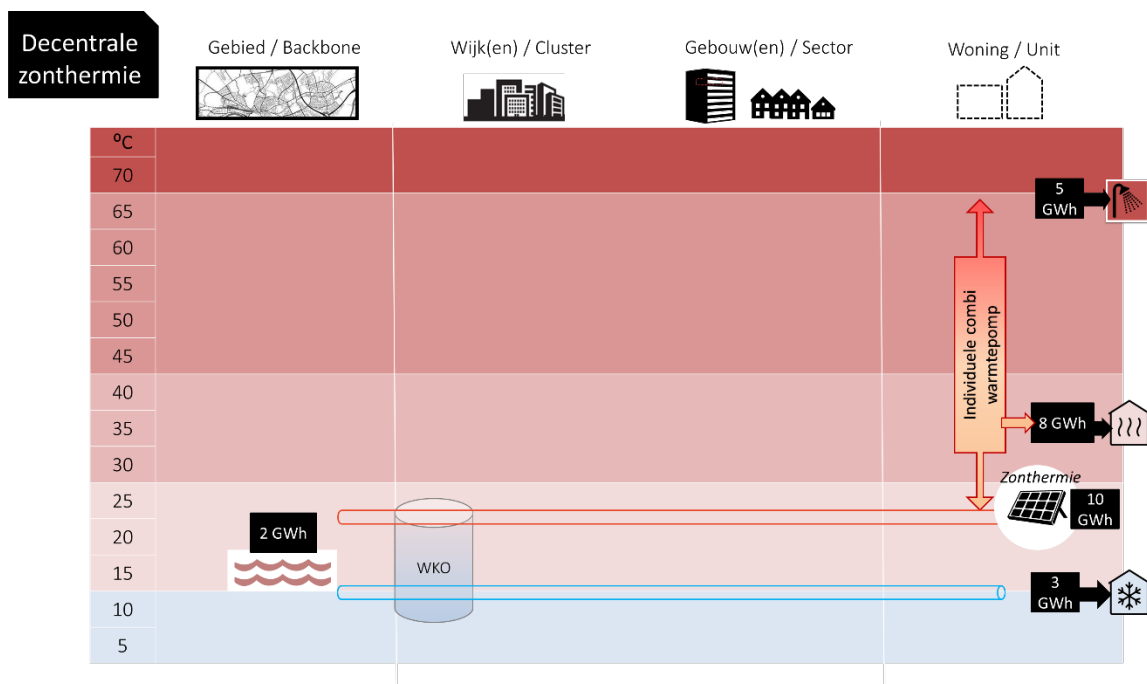 Decentrale
zonthermie
Gebied / Backbone
Wijk(en) / Cluster
Gebouw(en) / Sector
Woning / Unit
ºC
70
65
60
55
50
45
40
35
30
25
20
15
10
5
5
GWh
Individuele combi
warmtepomp
8 GWh
Zonthermie
10
GWh
2 GWh
WKO
3
GWh